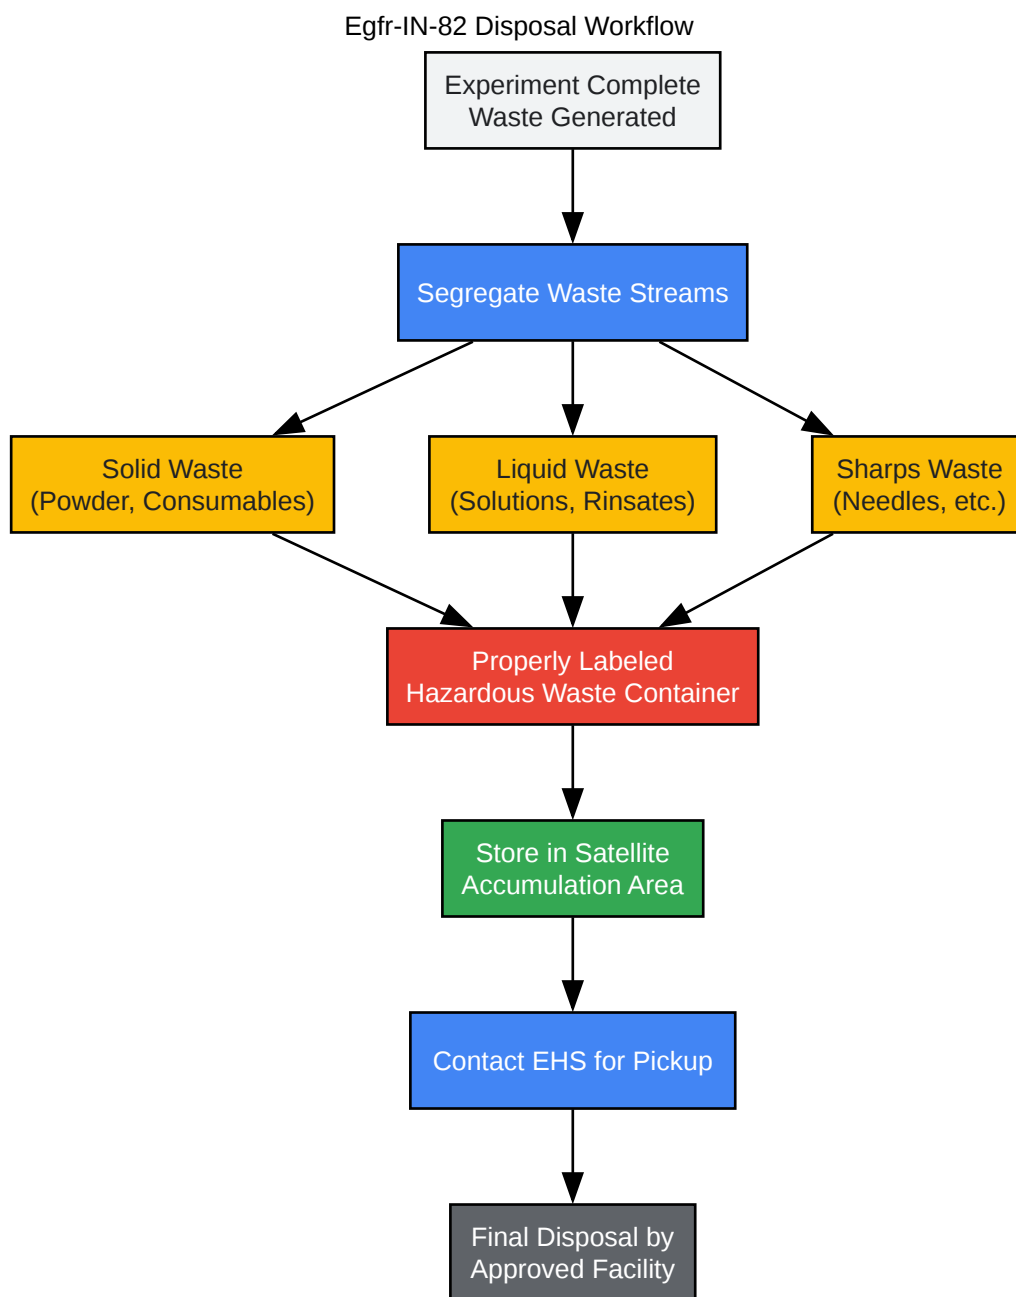 Egfr-IN-82 Disposal Workflow
Experiment Complete
Waste Generated
Segregate Waste Streams
Solid Waste
(Powder, Consumables)
Liquid Waste
(Solutions, Rinsates)
Sharps Waste
(Needles, etc.)
Properly Labeled
Hazardous Waste Container
Store in Satellite
Accumulation Area
Contact EHS for Pickup
Final Disposal by
Approved Facility